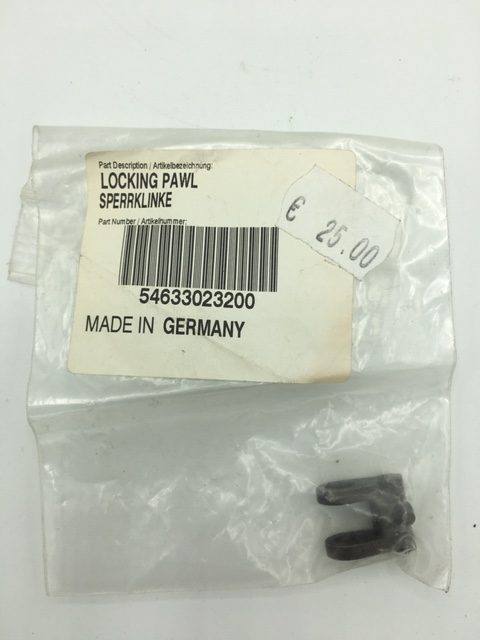 Part Description / Artikelbezeichnung:
LOCKING PAWL
SPERRKLINKE
Part Number / Artikelnummer:
54633023200
MADE IN GERMANY
€ 25.00